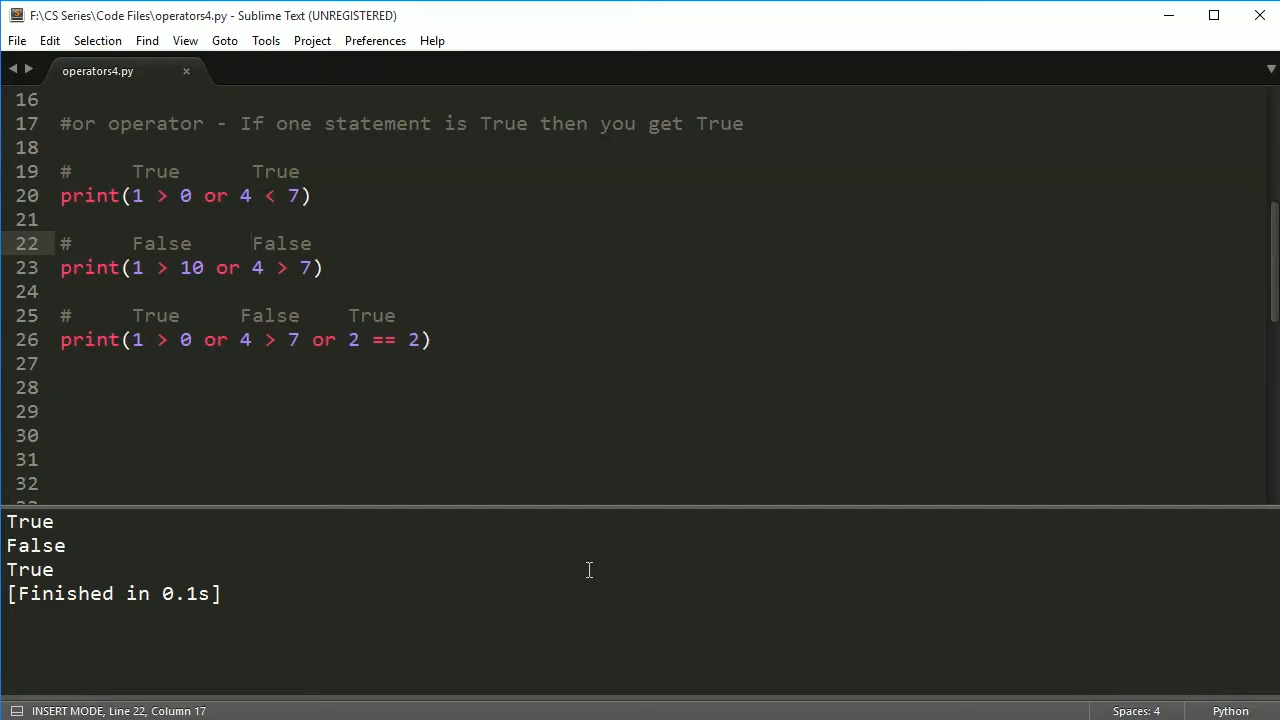 F:\CS Series\Code Files\operators4.py - Sublime Text (UNREGISTERED)
File Edit Selection Find View Goto Tools Project Preferences Help
operators4.py
16
17 #or operator - If one statement is True then you get True
18
19 #     True      True
20 print(1 > 0 or 4 < 7)
21
22 #     False     False
23 print(1 > 10 or 4 > 7)
24
25 #     True     False    True
26 print(1 > 0 or 4 > 7 or 2 == 2)
27
28
29
30
31
32
True
False
True
[Finished in 0.1s]
INSERT MODE, Line 22, Column 17 Spaces: 4 Python